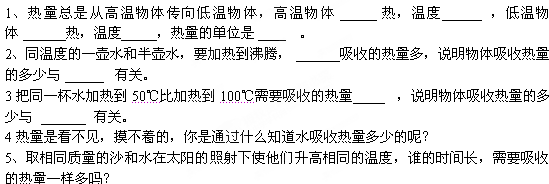 1、热量总是从高温物体传向低温物体，高温物体 ____ 热，温度_____ ，低温物
体 _____热，温度____，热量的单位是 ___ 。
2、同温度的一壶水和半壶水，要加热到沸腾， _____吸收的热量多，说明物体吸收热量
的多少与 _____ 有关。
3 把同一杯水加热到 50℃比加热到 100℃需要吸收的热量____ ，说明物体吸收热量的多
少与 ______ 有关。
4 热量是看不见，摸不着的，你是通过什么知道水吸收热量多少的呢？
5、取相同质量的沙和水在太阳的照射下使他们升高相同的温度，谁的时间长，需要吸收
的热量一样多吗？